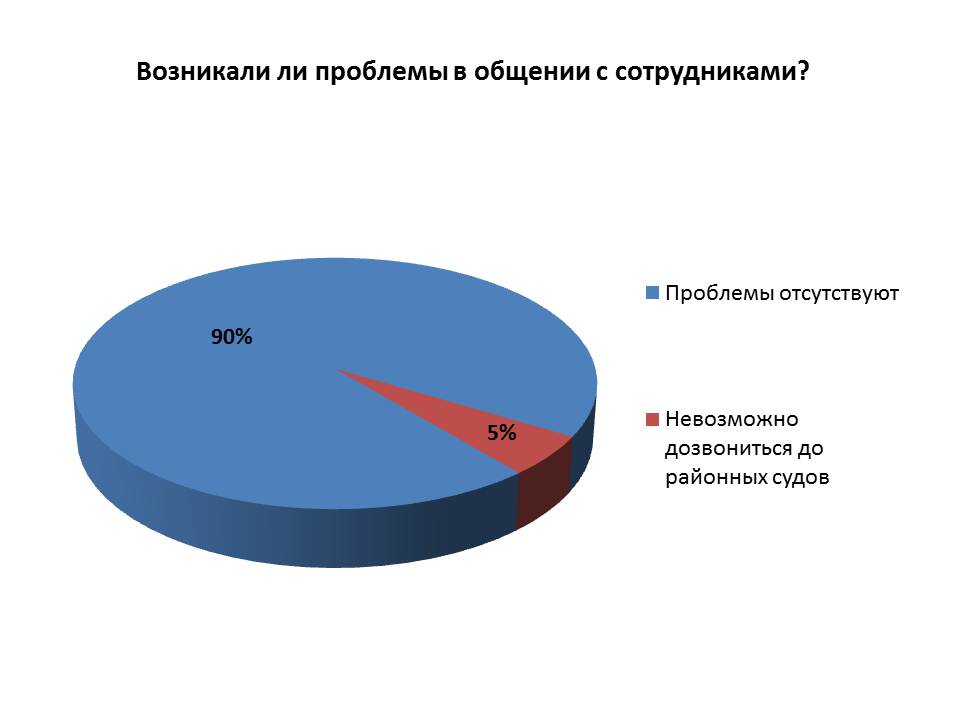 Возникали ли проблемы в общении с сотрудниками?
90%
5%
Проблемы отсутствуют
Невозможно
дозвониться до
районных судов